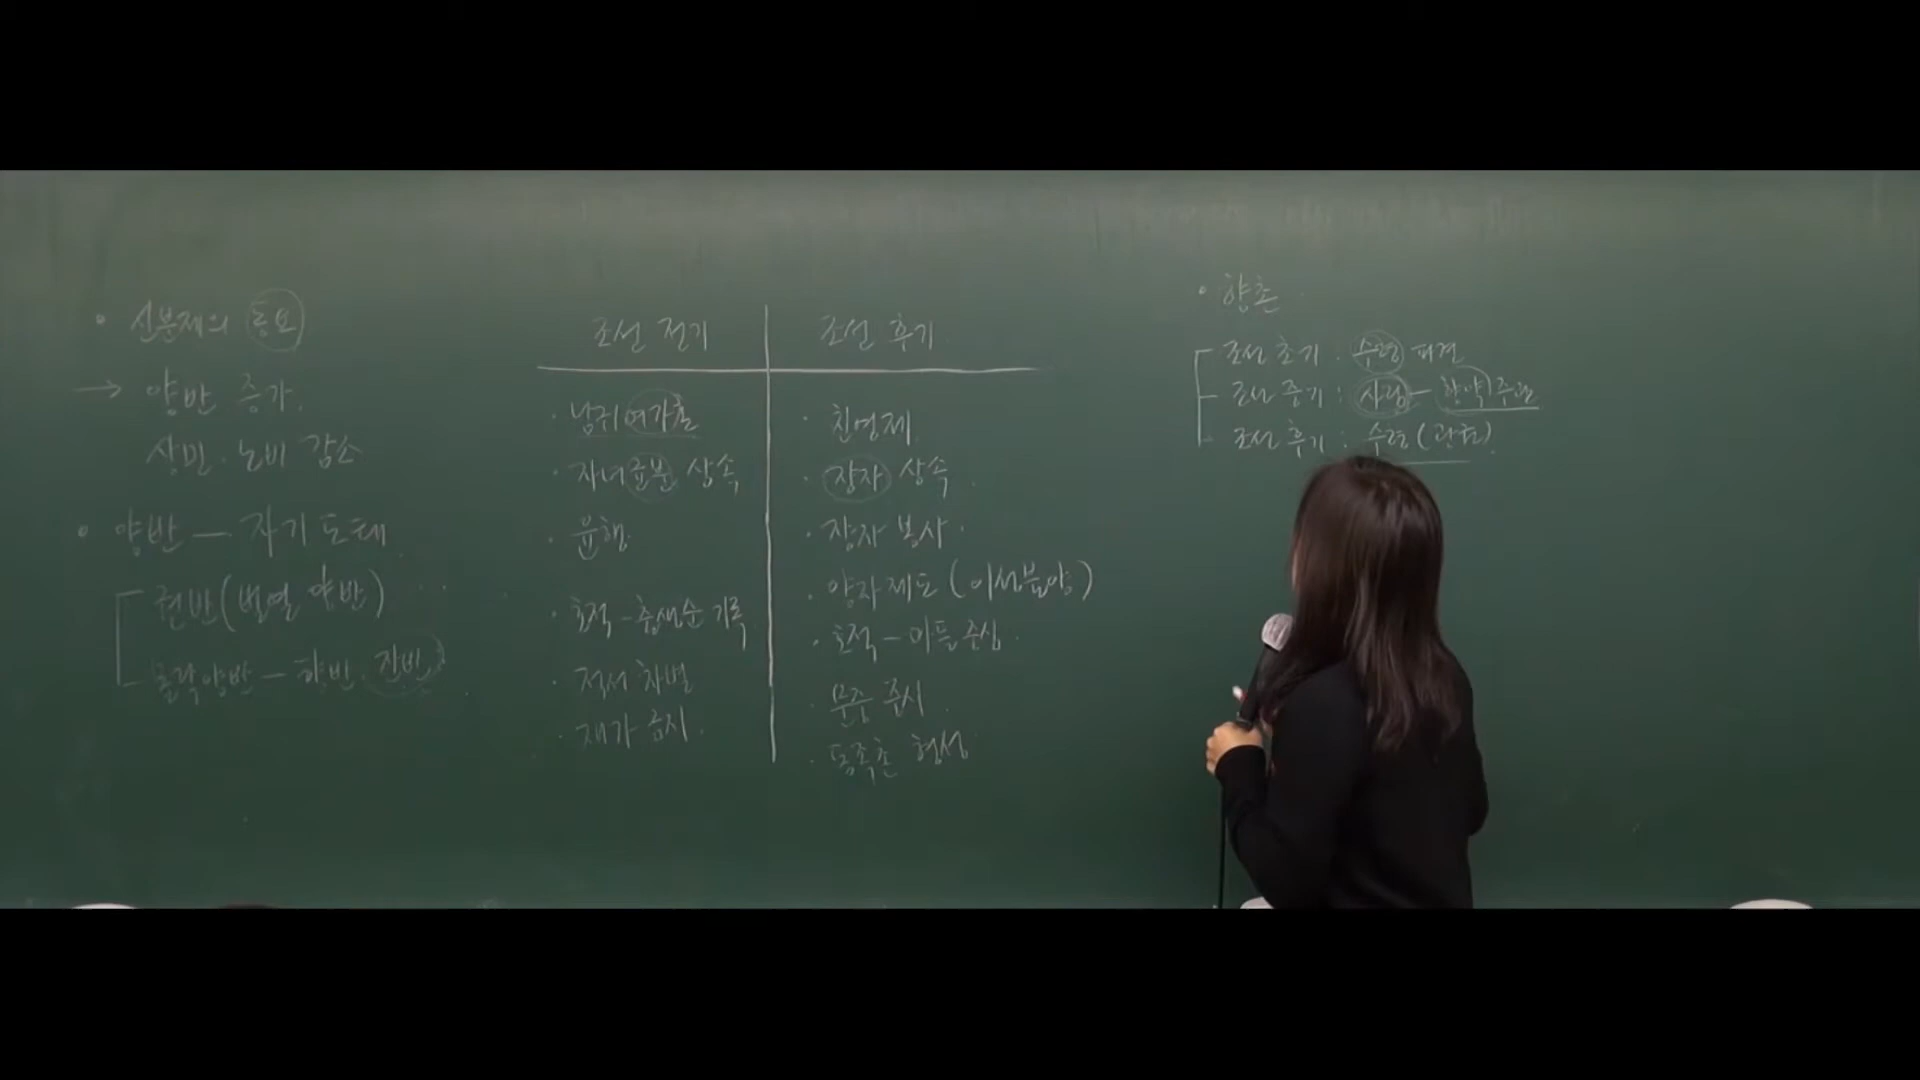 · 신분제의 동요
→ 양반 증가.
상민·노비 감소
· 양반 — 자기 도태
권반(벌열 양반)
몰락양반 — 향반·잔반
조선 전기
· 남귀여가혼
· 자녀균분 상속
· 윤행
· 호적 - 출생순 기록
· 적서 차별
· 재가 금지.
조선 후기
· 친영제
· 장자 상속
· 장자 봉사
· 양자제도 (이성불양)
· 호적 - 아들 중심
· 문중 중시
· 동족촌 형성
· 향촌
조선 초기 : 수령 파견
조선 중기 : 사림 — 향약 주관
조선 후기 : 수령 (관권)